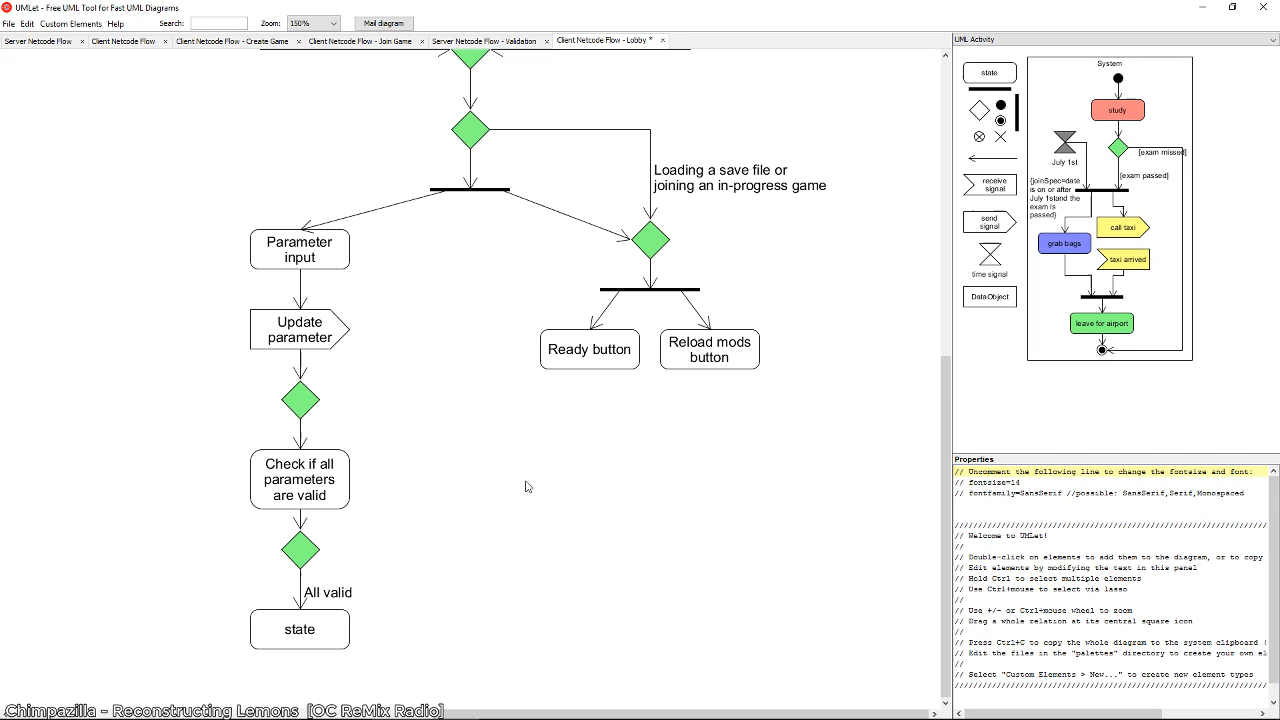 UMLet - Free UML Tool for Fast UML Diagrams
File Edit Custom Elements Help Search: Zoom: 150% Mail diagram
Server Netcode Flow Client Netcode Flow Client Netcode Flow - Create Game Client Netcode Flow - Join Game Server Netcode Flow - Validation Client Netcode Flow - Lobby *
Loading a save file or
joining an in-progress game
Parameter
input
Update
parameter
Ready button
Reload mods
button
Check if all
parameters
are valid
All valid
state
UML Activity
state
receive
signal
send
signal
time signal
DataObject
System
study
July 1st
[exam missed]
[exam passed]
{joinSpec=date
is on or after
July 1stand the
exam is
passed}
call taxi
grab bags
taxi arrived
leave for airport
Properties
// Uncomment the following line to change the fontsize and font:
// fontsize=14
// fontfamily=SansSerif //possible: SansSerif,Serif,Monospaced
// Welcome to UMLet!
//
// Double-click on elements to add them to the diagram, or to copy
// Edit elements by modifying the text in this panel
// Hold Ctrl to select multiple elements
// Use Ctrl+mouse to select via lasso
//
// Use +/- or Ctrl+mouse wheel to zoom
// Drag a whole relation at its central square icon
//
// Press Ctrl+C to copy the whole diagram to the system clipboard (
// Edit the files in the "palettes" directory to create your own el
//
// Select "Custom Elements > New..." to create new element types
Chimpazilla - Reconstructing Lemons [OC ReMix Radio]